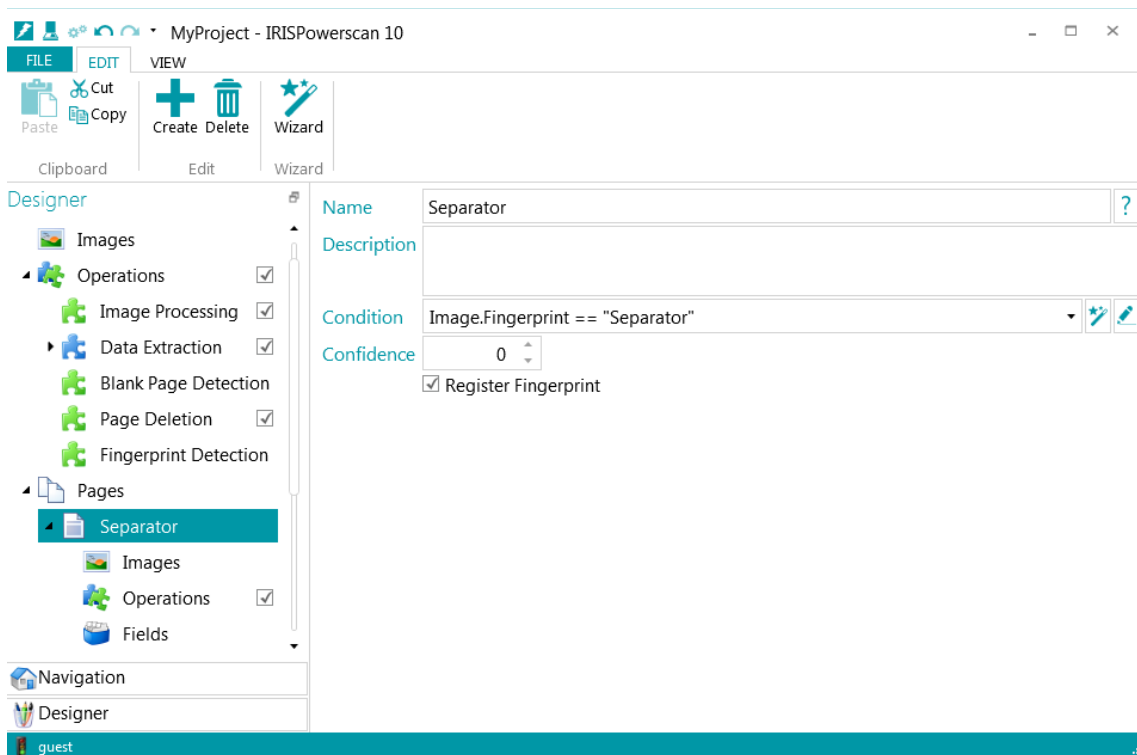 MyProject - IRISPowerscan 10
FILE EDIT VIEW
Paste Cut Copy Create Delete Wizard
Clipboard Edit Wizard
Designer
Images
Operations
Image Processing
Data Extraction
Blank Page Detection
Page Deletion
Fingerprint Detection
Pages
Separator
Images
Operations
Fields
Navigation
Designer
guest
Name Separator ?
Description
Condition Image.Fingerprint == "Separator"
Confidence 0
Register Fingerprint